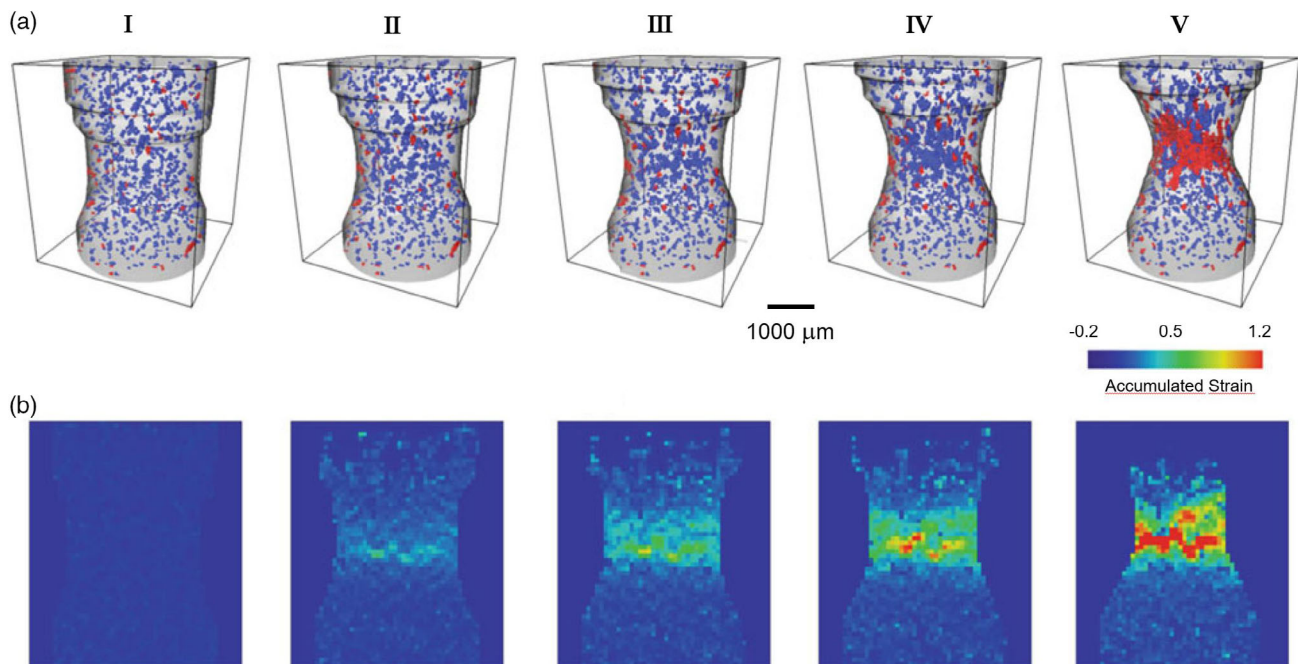 (a)
I II III IV V
1000 μm
-0.2 0.5 1.2
Accumulated Strain
(b)